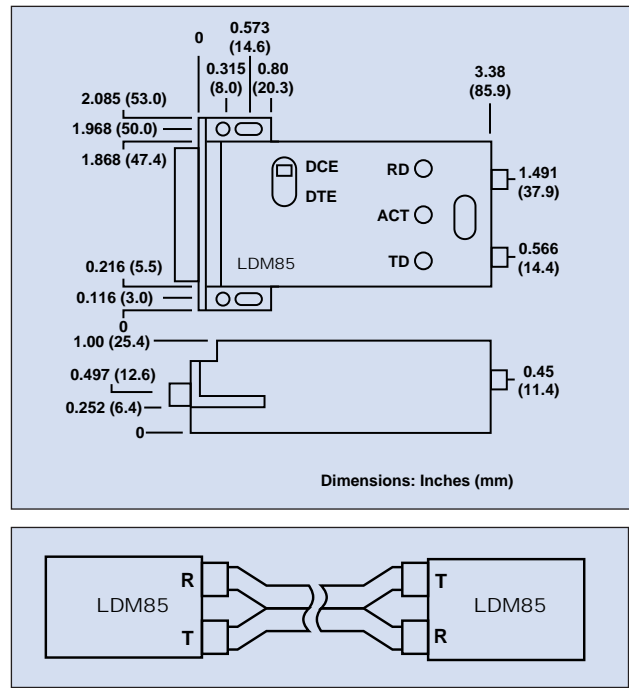 0
0.573
(14.6)
0.315
(8.0)
0.80
(20.3)
3.38
(85.9)
2.085 (53.0)
1.968 (50.0)
1.868 (47.4)
DCE
DTE
RD
ACT
TD
1.491
(37.9)
0.566
(14.4)
LDM85
0.216 (5.5)
0.116 (3.0)
0
1.00 (25.4)
0.497 (12.6)
0.252 (6.4)
0
0.45
(11.4)
Dimensions: Inches (mm)
R
LDM85
T
T
LDM85
R